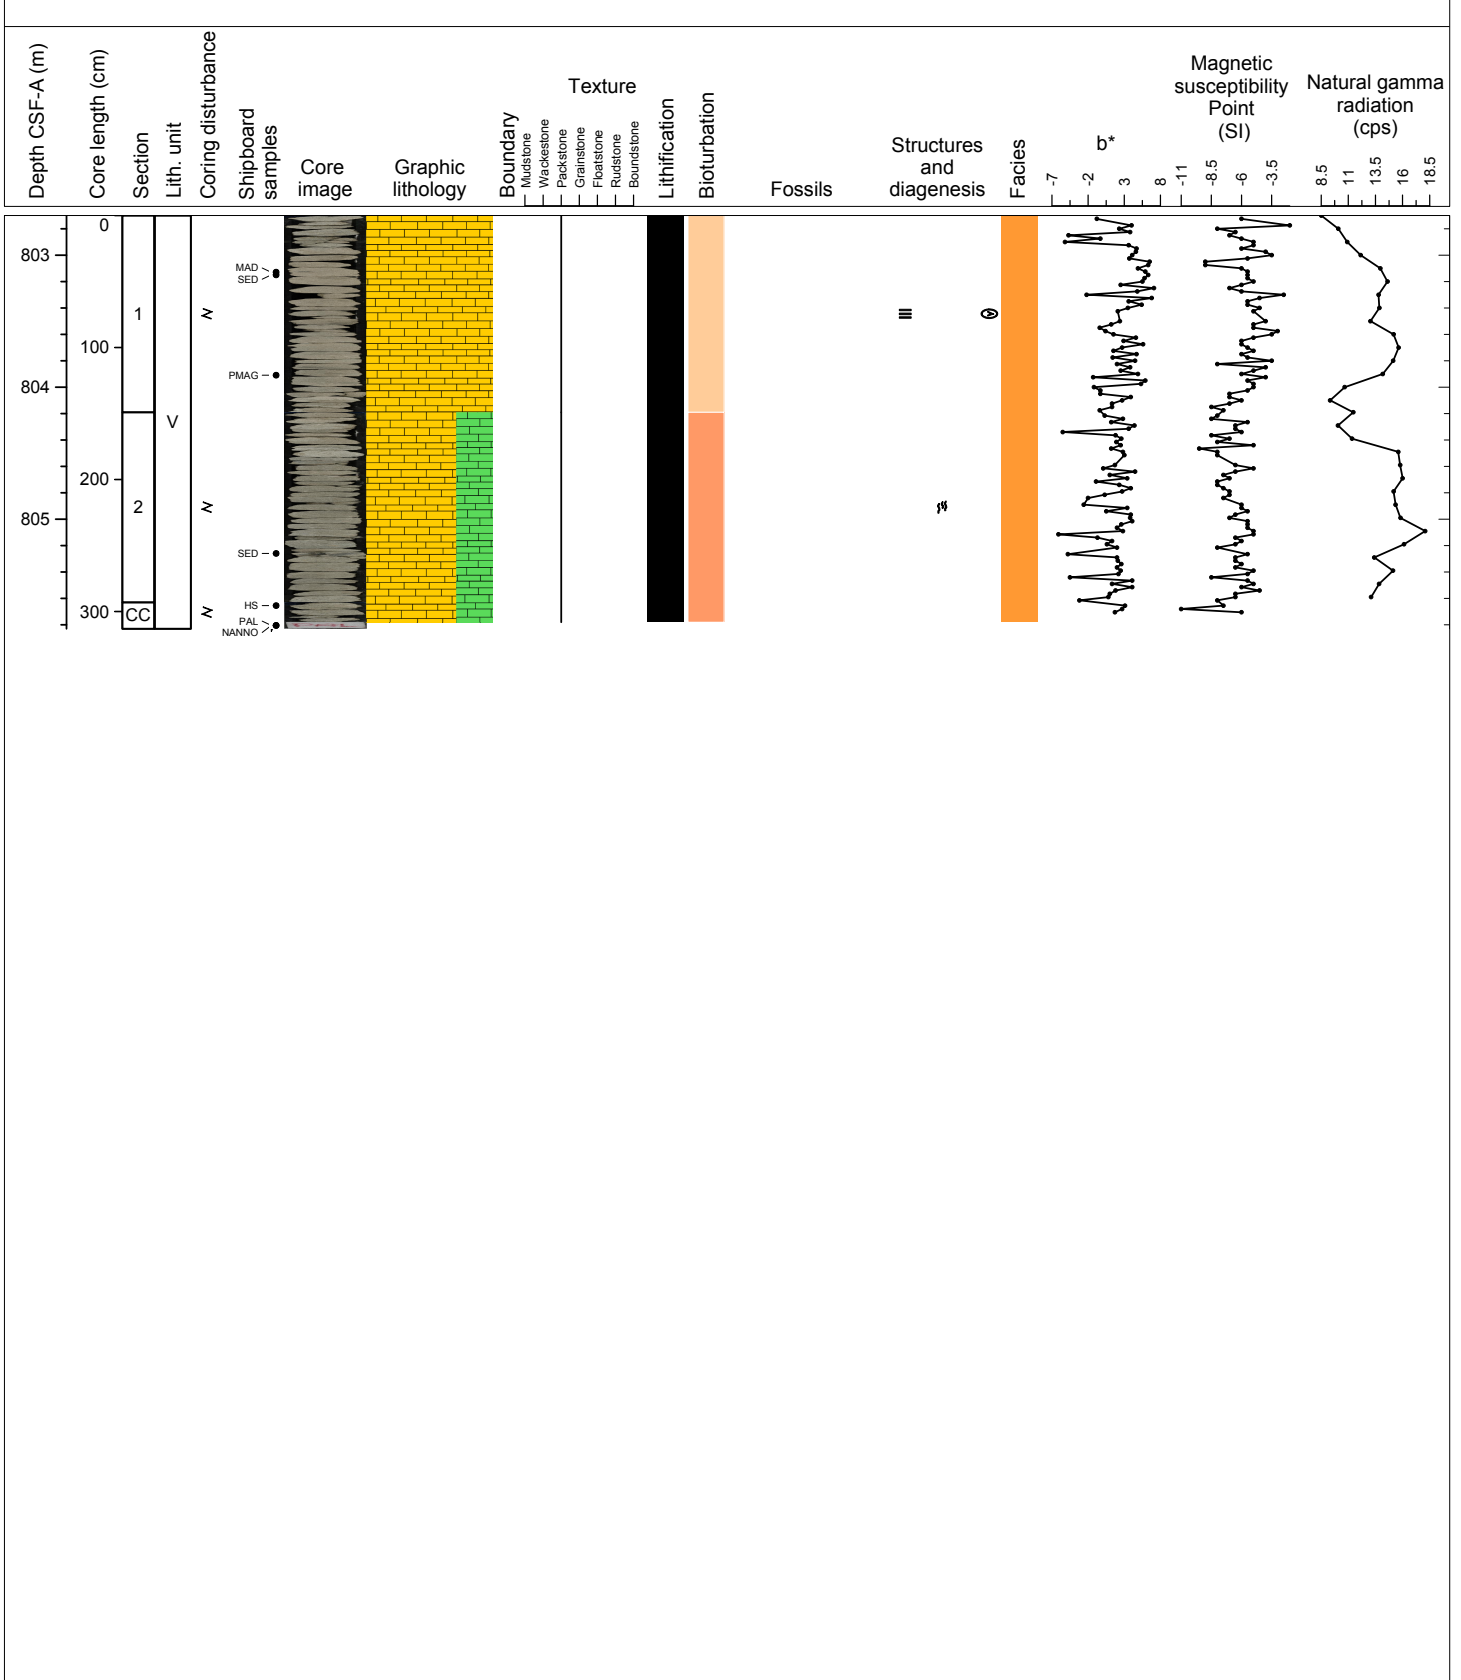 Depth CSF-A (m)
Core length (cm)
Section
Lith. unit
Coring disturbance
Shipboard
samples
Core
image
Graphic
lithology
Boundary
Texture
Mudstone
Wackestone
Packstone
Grainstone
Floatstone
Rudstone
Boundstone
Lithification
Bioturbation
Fossils
Structures
and
diagenesis
Facies
b*
-7
-2
3
8
Magnetic
susceptibility
Point
(SI)
-11
-8.5
-6
-3.5
Natural gamma
radiation
(cps)
8.5
11
13.5
16
18.5
0
803
MAD
SED
1
100
PMAG
804
V
200
2
805
SED
HS
300
CC
PAL
NANNO